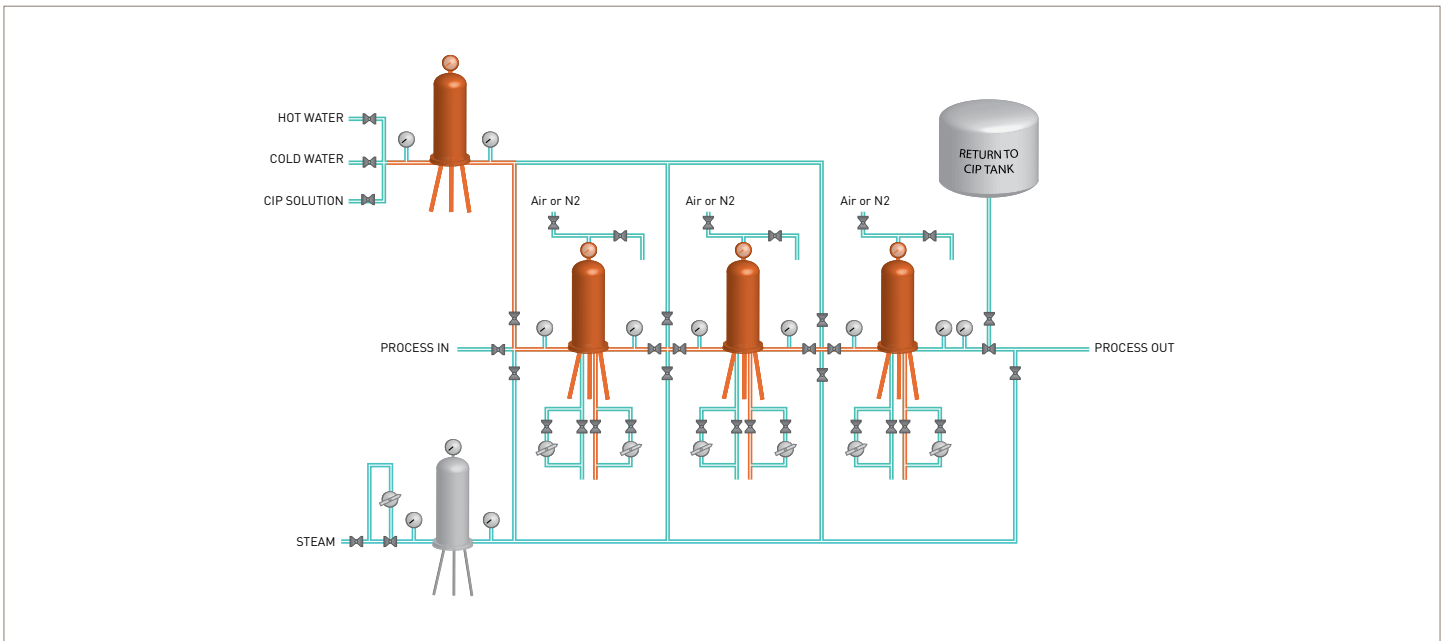 HOT WATER
COLD WATER
CIP SOLUTION
RETURN TO
CIP TANK
Air or N2
Air or N2
Air or N2
PROCESS IN
PROCESS OUT
STEAM